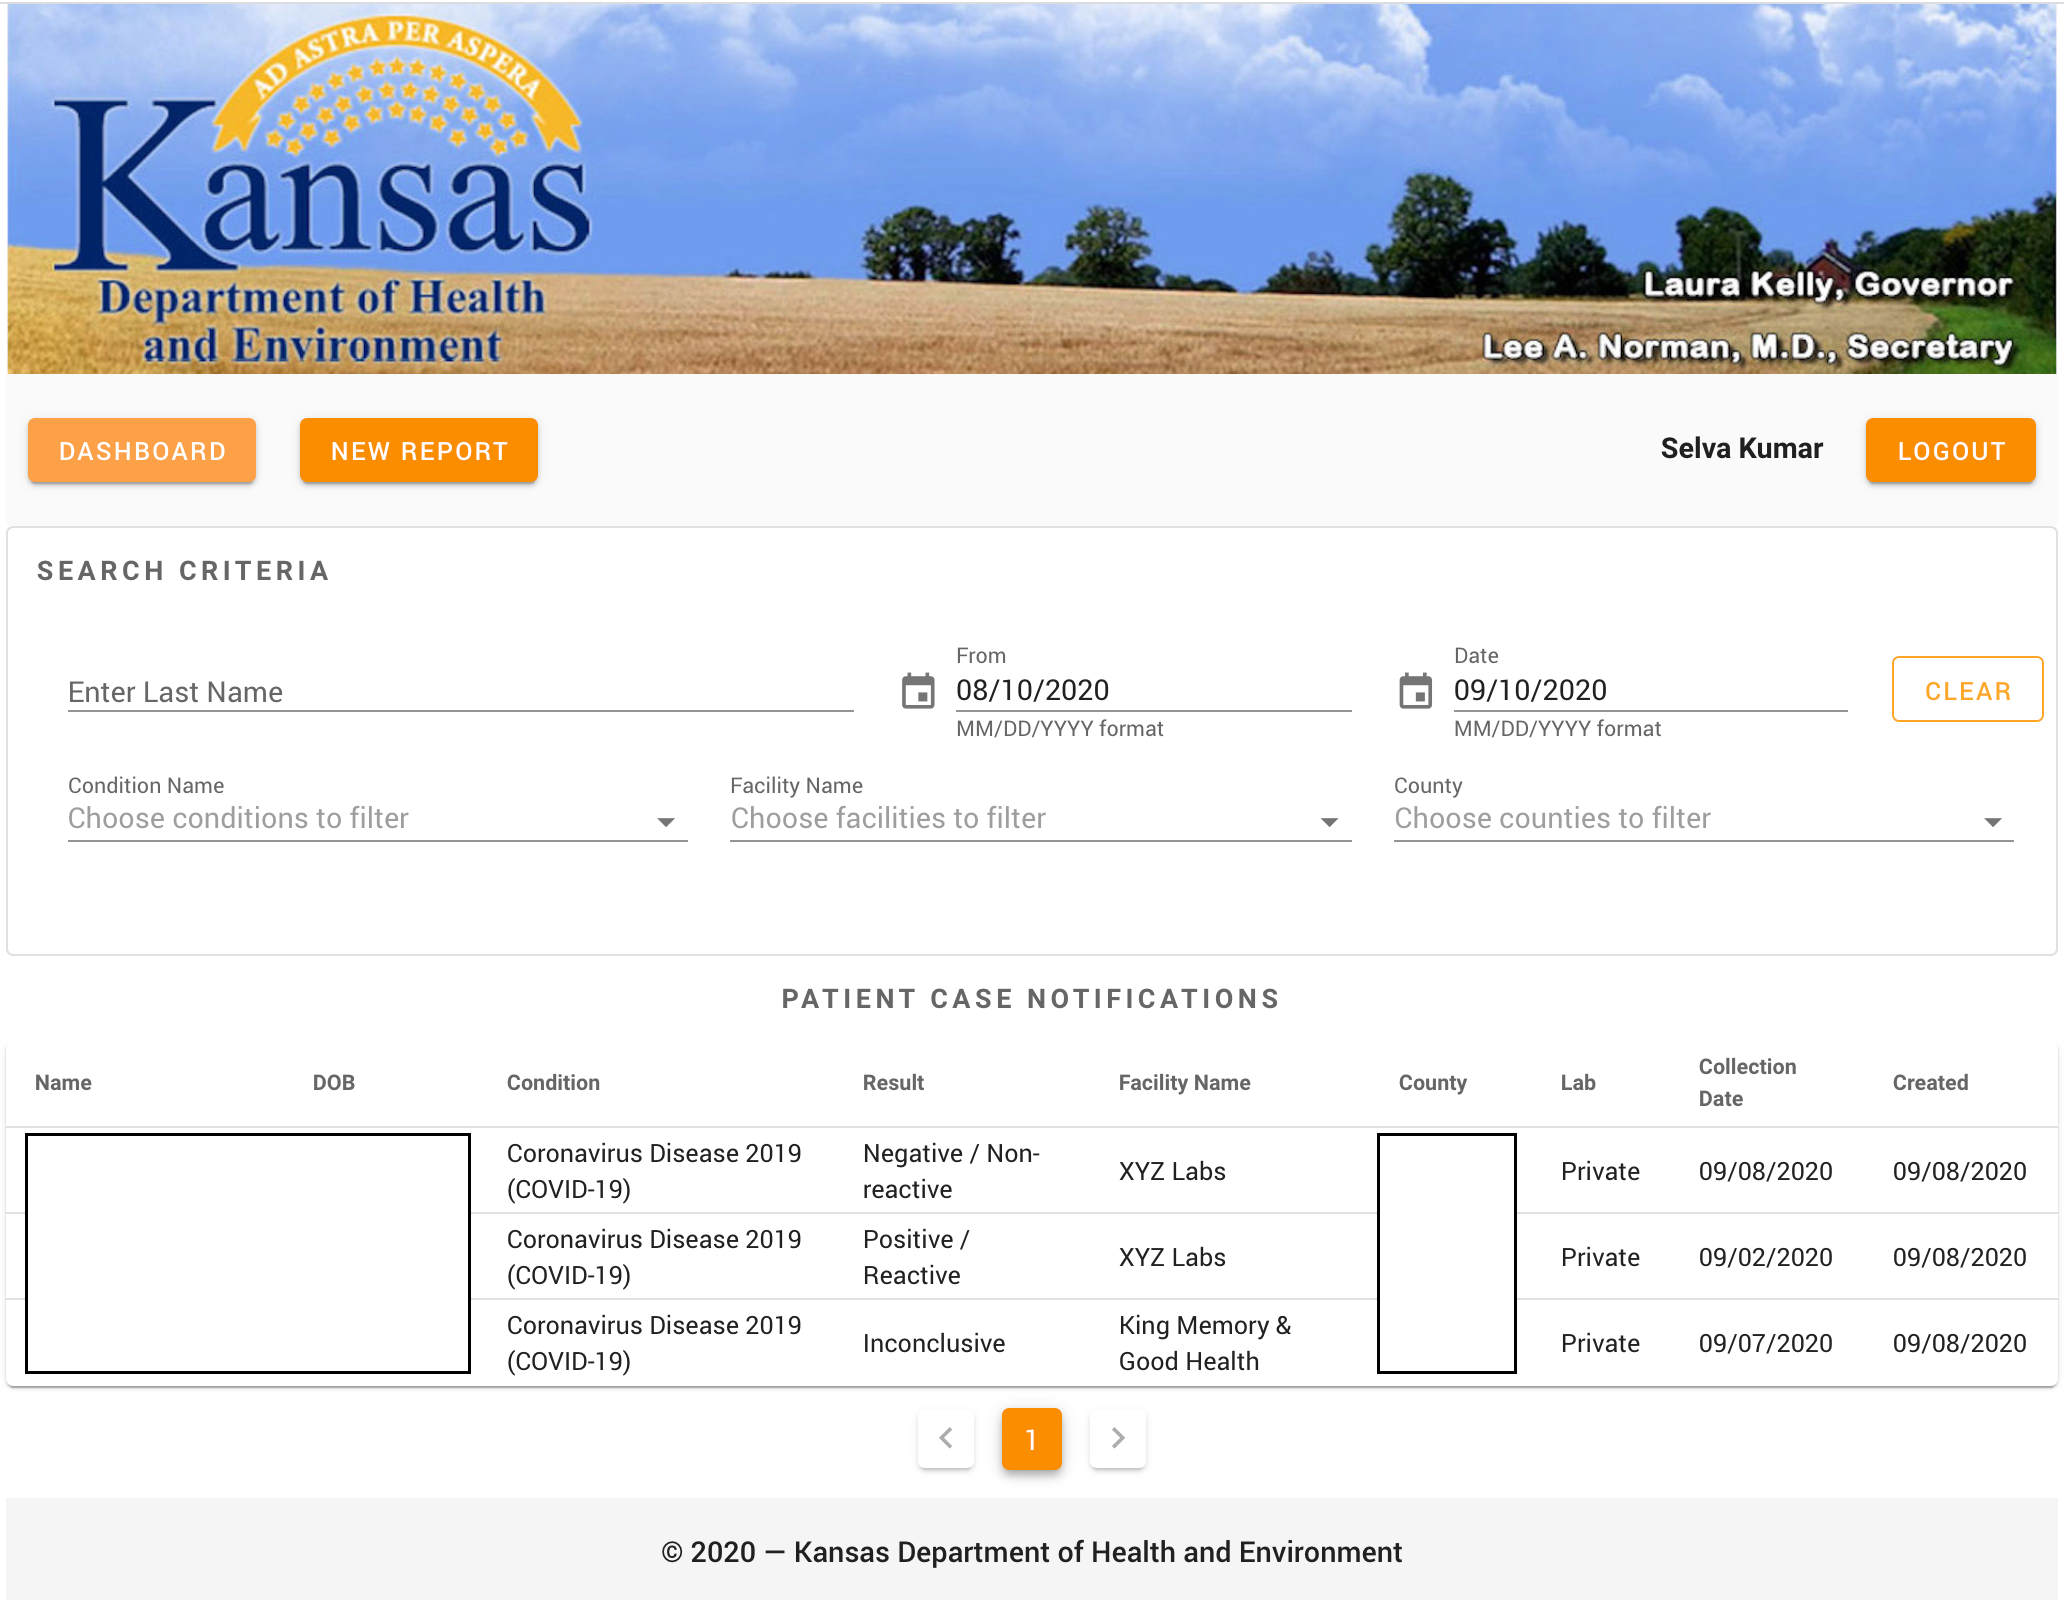 AD ASTRA PER ASPERA
Kansas
Department of Health
and Environment
Laura Kelly, Governor
Lee A. Norman, M.D., Secretary
DASHBOARD
NEW REPORT
Selva Kumar
LOGOUT
SEARCH CRITERIA
Enter Last Name
From
08/10/2020
MM/DD/YYYY format
Date
09/10/2020
MM/DD/YYYY format
CLEAR
Condition Name
Choose conditions to filter
Facility Name
Choose facilities to filter
County
Choose counties to filter
PATIENT CASE NOTIFICATIONS
Name
DOB
Condition
Result
Facility Name
County
Lab
Collection
Date
Created
Coronavirus Disease 2019
(COVID-19)
Negative / Non-
reactive
XYZ Labs
Private
09/08/2020
09/08/2020
Coronavirus Disease 2019
(COVID-19)
Positive /
Reactive
XYZ Labs
Private
09/02/2020
09/08/2020
Coronavirus Disease 2019
(COVID-19)
Inconclusive
King Memory &
Good Health
Private
09/07/2020
09/08/2020
1
© 2020 — Kansas Department of Health and Environment